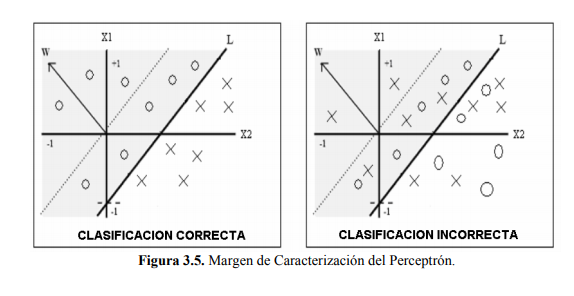 X1
L
W
+1
X2
-1
-1
CLASIFICACION CORRECTA
X1
L
W
+1
X2
-1
-1
CLASIFICACION INCORRECTA
Figura 3.5. Margen de Caracterización del Perceptrón.